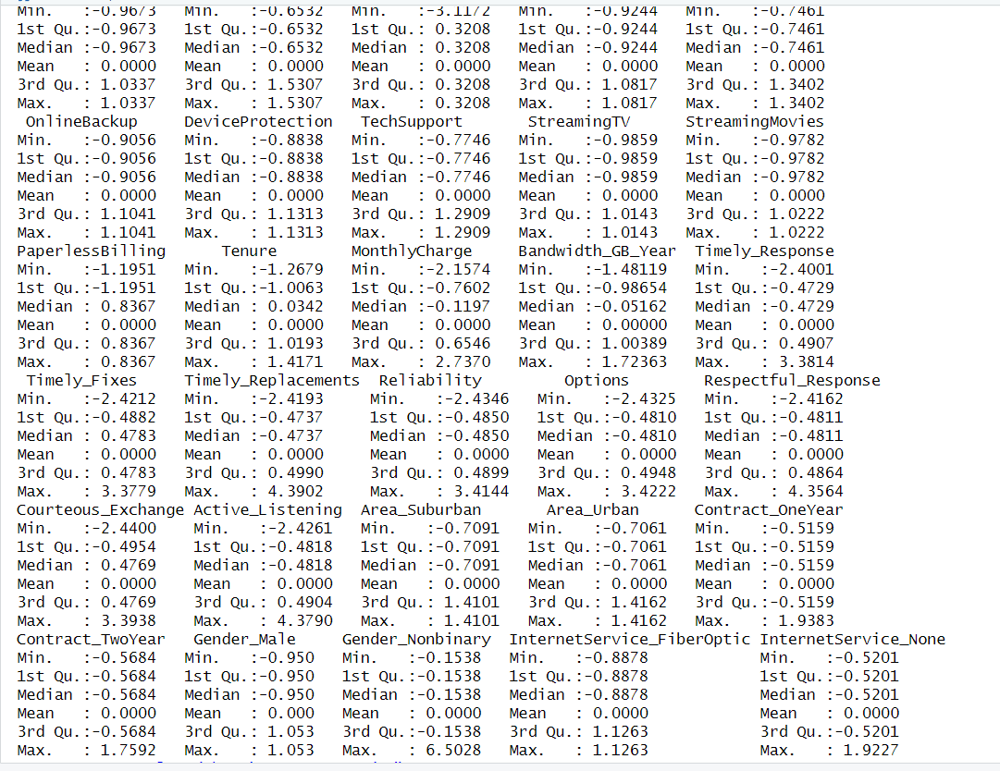 Min. :-0.9673 Min. :-0.6532 Min. :-3.1172 Min. :-0.9244 Min. :-0.7461
1st Qu.:-0.9673 1st Qu.:-0.6532 1st Qu.: 0.3208 1st Qu.:-0.9244 1st Qu.:-0.7461
Median :-0.9673 Median :-0.6532 Median : 0.3208 Median :-0.9244 Median :-0.7461
Mean : 0.0000 Mean : 0.0000 Mean : 0.0000 Mean : 0.0000 Mean : 0.0000
3rd Qu.: 1.0337 3rd Qu.: 1.5307 3rd Qu.: 0.3208 3rd Qu.: 1.0817 3rd Qu.: 1.3402
Max. : 1.0337 Max. : 1.5307 Max. : 0.3208 Max. : 1.0817 Max. : 1.3402
OnlineBackup DeviceProtection TechSupport StreamingTV StreamingMovies
Min. :-0.9056 Min. :-0.8838 Min. :-0.7746 Min. :-0.9859 Min. :-0.9782
1st Qu.:-0.9056 1st Qu.:-0.8838 1st Qu.:-0.7746 1st Qu.:-0.9859 1st Qu.:-0.9782
Median :-0.9056 Median :-0.8838 Median :-0.7746 Median :-0.9859 Median :-0.9782
Mean : 0.0000 Mean : 0.0000 Mean : 0.0000 Mean : 0.0000 Mean : 0.0000
3rd Qu.: 1.1041 3rd Qu.: 1.1313 3rd Qu.: 1.2909 3rd Qu.: 1.0143 3rd Qu.: 1.0222
Max. : 1.1041 Max. : 1.1313 Max. : 1.2909 Max. : 1.0143 Max. : 1.0222
PaperlessBilling Tenure MonthlyCharge Bandwidth_GB_Year Timely_Response
Min. :-1.1951 Min. :-1.2679 Min. :-2.1574 Min. :-1.48119 Min. :-2.4001
1st Qu.:-1.1951 1st Qu.:-1.0063 1st Qu.:-0.7602 1st Qu.:-0.98654 1st Qu.:-0.4729
Median : 0.8367 Median : 0.0342 Median :-0.1197 Median :-0.05162 Median :-0.4729
Mean : 0.0000 Mean : 0.0000 Mean : 0.0000 Mean : 0.00000 Mean : 0.0000
3rd Qu.: 0.8367 3rd Qu.: 1.0193 3rd Qu.: 0.6546 3rd Qu.: 1.00389 3rd Qu.: 0.4907
Max. : 0.8367 Max. : 1.4171 Max. : 2.7370 Max. : 1.72363 Max. : 3.3814
Timely_Fixes Timely_Replacements Reliability Options Respectful_Response
Min. :-2.4212 Min. :-2.4193 Min. :-2.4346 Min. :-2.4325 Min. :-2.4162
1st Qu.:-0.4882 1st Qu.:-0.4737 1st Qu.:-0.4850 1st Qu.:-0.4810 1st Qu.:-0.4811
Median : 0.4783 Median :-0.4737 Median :-0.4850 Median :-0.4810 Median :-0.4811
Mean : 0.0000 Mean : 0.0000 Mean : 0.0000 Mean : 0.0000 Mean : 0.0000
3rd Qu.: 0.4783 3rd Qu.: 0.4990 3rd Qu.: 0.4899 3rd Qu.: 0.4948 3rd Qu.: 0.4864
Max. : 3.3779 Max. : 4.3902 Max. : 3.4144 Max. : 3.4222 Max. : 4.3564
Courteous_Exchange Active_Listening Area_Suburban Area_Urban Contract_OneYear
Min. :-2.4400 Min. :-2.4261 Min. :-0.7091 Min. :-0.7061 Min. :-0.5159
1st Qu.:-0.4954 1st Qu.:-0.4818 1st Qu.:-0.7091 1st Qu.:-0.7061 1st Qu.:-0.5159
Median : 0.4769 Median :-0.4818 Median :-0.7091 Median :-0.7061 Median :-0.5159
Mean : 0.0000 Mean : 0.0000 Mean : 0.0000 Mean : 0.0000 Mean : 0.0000
3rd Qu.: 0.4769 3rd Qu.: 0.4904 3rd Qu.: 1.4101 3rd Qu.: 1.4162 3rd Qu.:-0.5159
Max. : 3.3938 Max. : 4.3790 Max. : 1.4101 Max. : 1.4162 Max. : 1.9383
Contract_TwoYear Gender_Male Gender_Nonbinary InternetService_FiberOptic InternetService_None
Min. :-0.5684 Min. :-0.950 Min. :-0.1538 Min. :-0.8878 Min. :-0.5201
1st Qu.:-0.5684 1st Qu.:-0.950 1st Qu.:-0.1538 1st Qu.:-0.8878 1st Qu.:-0.5201
Median :-0.5684 Median :-0.950 Median :-0.1538 Median :-0.8878 Median :-0.5201
Mean : 0.0000 Mean : 0.000 Mean : 0.0000 Mean : 0.0000 Mean : 0.0000
3rd Qu.:-0.5684 3rd Qu.: 1.053 3rd Qu.:-0.1538 3rd Qu.: 1.1263 3rd Qu.:-0.5201
Max. : 1.7592 Max. : 1.053 Max. : 6.5028 Max. : 1.1263 Max. : 1.9227